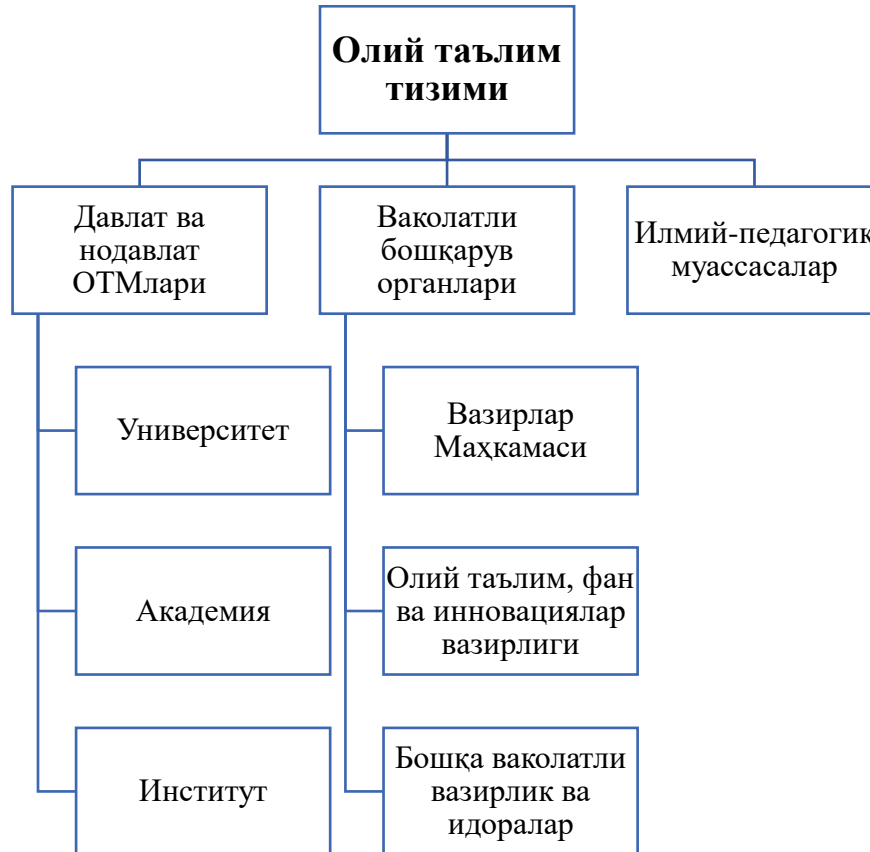 Олий таълим
тизими
Давлат ва
нодавлат
ОТМлари
Ваколатли
бошқарув
органлари
Илмий-педагогик
муассасалар
Университет
Вазирлар
Маҳкамаси
Академия
Олий таълим, фан
ва инновациялар
вазирлиги
Институт
Бошқа ваколатли
вазирлик ва
идоралар